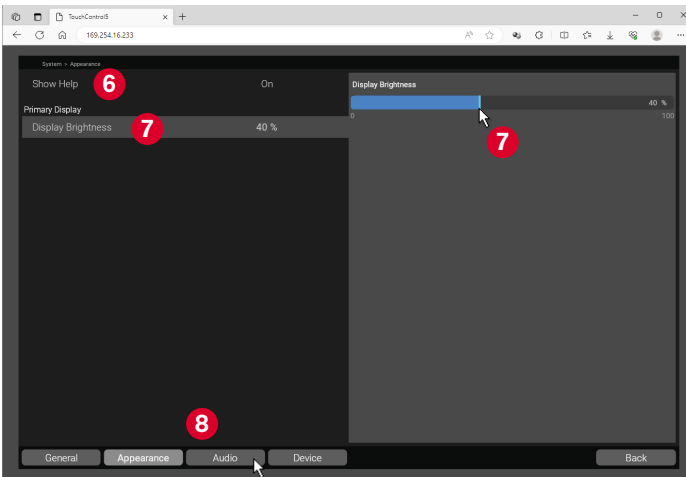 TouchControl5
169.254.16.233
System > Appearance
Show Help 6 On
Primary Display
Display Brightness 7 40 %
Display Brightness
40 %
0 100
7
8
General Appearance Audio Device Back